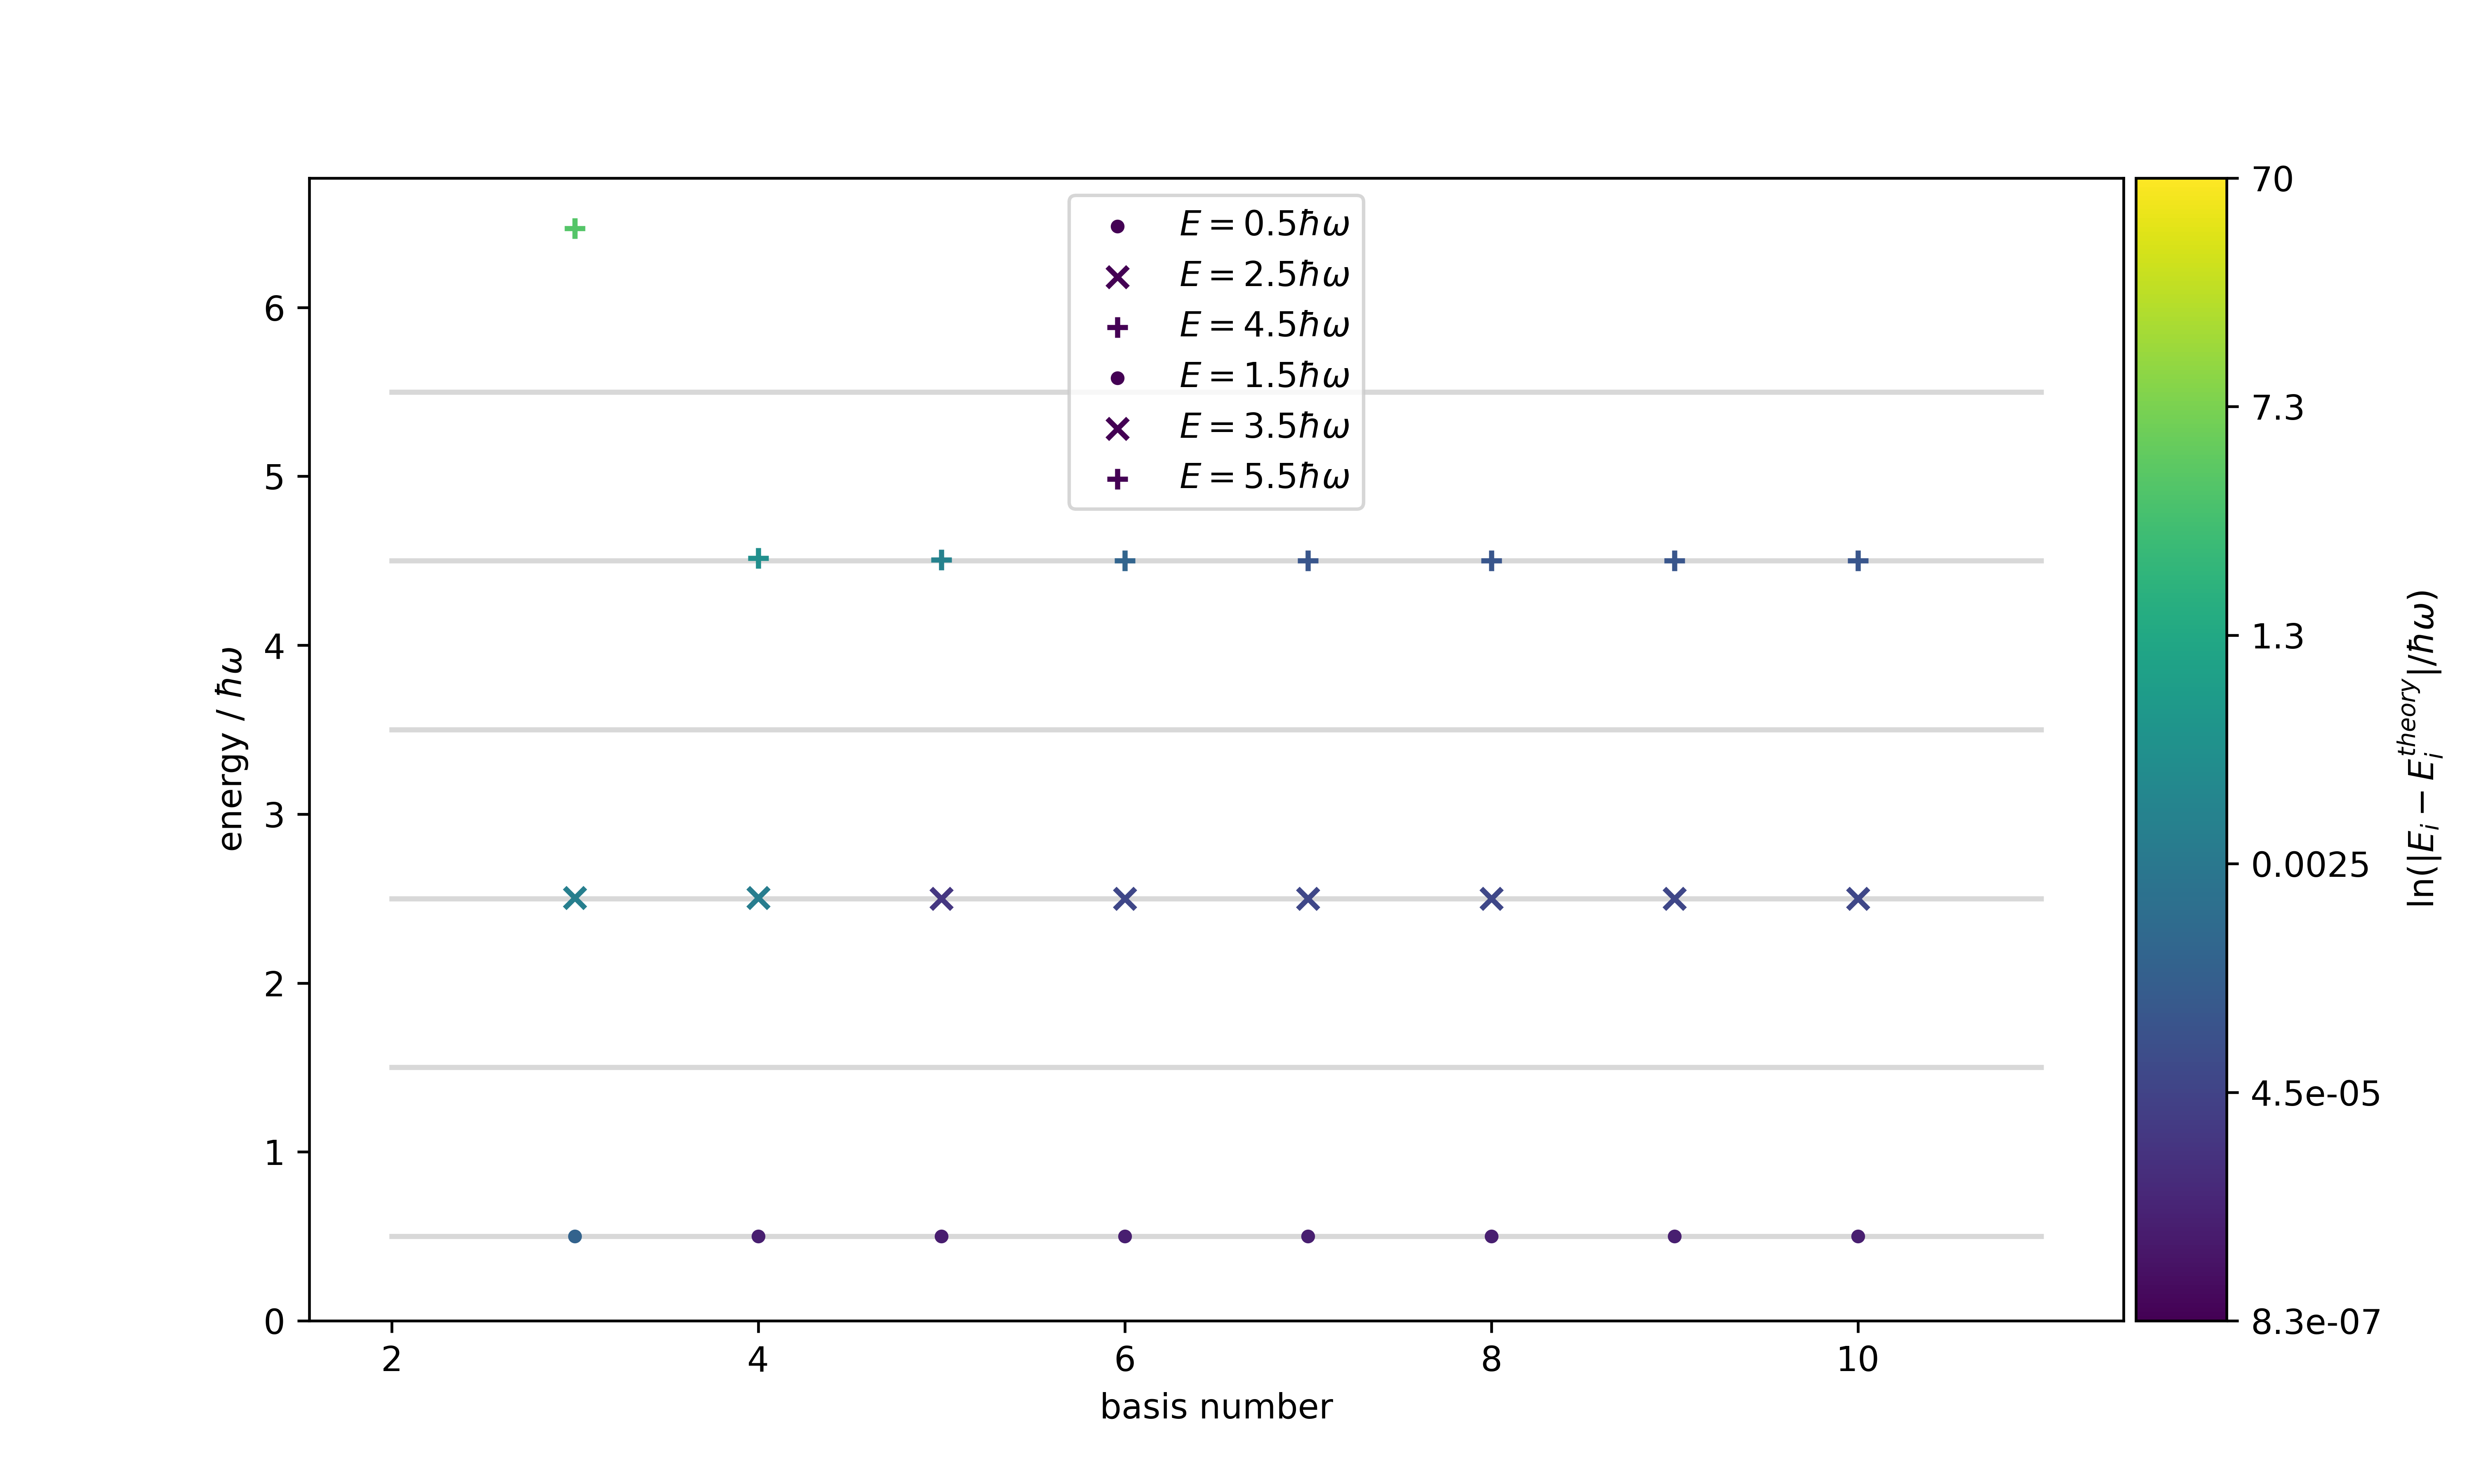 E = 0.5ħω
E = 2.5ħω
E = 4.5ħω
E = 1.5ħω
E = 3.5ħω
E = 5.5ħω
6
5
4
3
2
1
0
energy / ħω
2
4
6
8
10
basis number
70
7.3
1.3
0.0025
4.5e-05
8.3e-07
ln(|E_i − E_i^{theory}|/ħω)